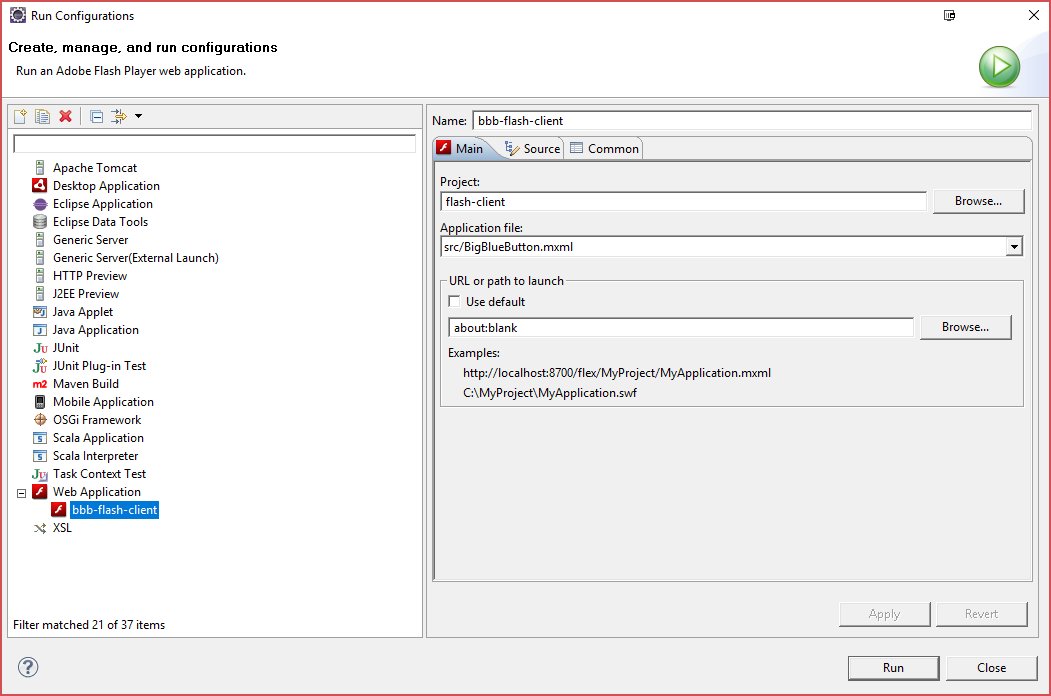 Run Configurations
Create, manage, and run configurations
Run an Adobe Flash Player web application.
Apache Tomcat
Desktop Application
Eclipse Application
Eclipse Data Tools
Generic Server
Generic Server(External Launch)
HTTP Preview
J2EE Preview
Java Applet
Java Application
JUnit
JUnit Plug-in Test
Maven Build
Mobile Application
OSGi Framework
Scala Application
Scala Interpreter
Task Context Test
Web Application
bbb-flash-client
XSL
Filter matched 21 of 37 items
Name: bbb-flash-client
Main Source Common
Project:
flash-client Browse...
Application file:
src/BigBlueButton.mxml
URL or path to launch
Use default
about:blank Browse...
Examples:
http://localhost:8700/flex/MyProject/MyApplication.mxml
C:\MyProject\MyApplication.swf
Apply Revert
Run Close